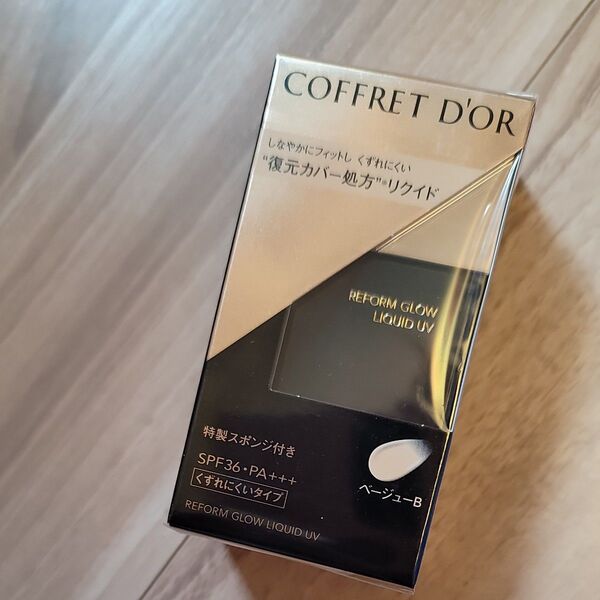 COFFRET D'OR
しなやかにフィットし くずれにくい
"復元カバー処方"※リクイド
REFORM GLOW
LIQUID UV
特製スポンジ付き
SPF36・PA+++
くずれにくいタイプ
ベージューB
REFORM GLOW LIQUID UV